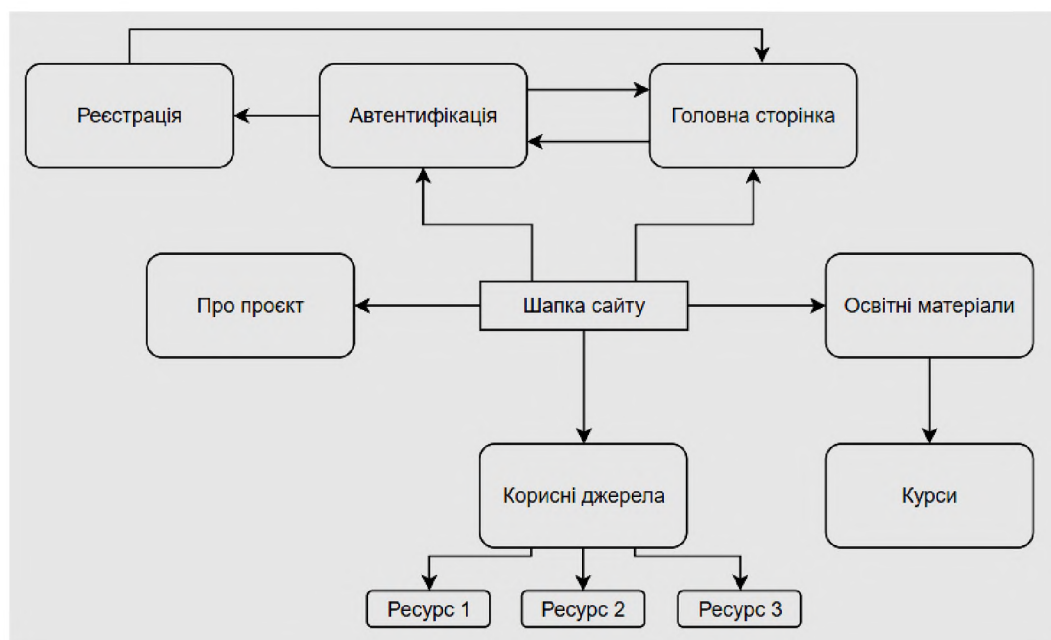 Реєстрація
Автентифікація
Головна сторінка
Про проєкт
Шапка сайту
Освітні матеріали
Корисні джерела
Курси
Ресурс 1
Ресурс 2
Ресурс 3